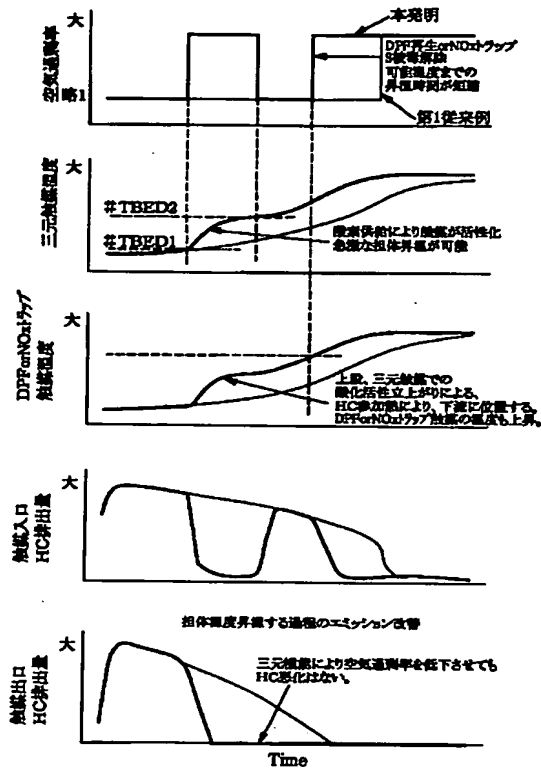 大
本発明
DPF再生orNOxトラップ
S被毒解除
可能温度までの
昇温時刻が短縮
空気過剰率
略1
第1従来例
大
三元触媒温度
#TBED2
#TBED1
酸素供給により触媒が活性化
急激な担体昇温が可能
大
DPForNOxトラップ
触媒温度
上段、三元触媒での
酸化活性立上がりによる、
HC参加熱により、下流に位置する、
DPForNOxトラップ触媒の温度も上昇。
大
触媒入口
HC排出量
担体温度昇温する過程のエミッション改善
大
触媒出口
HC排出量
三元機能により空気過剰率を低下させても
HC悪化はない。
Time